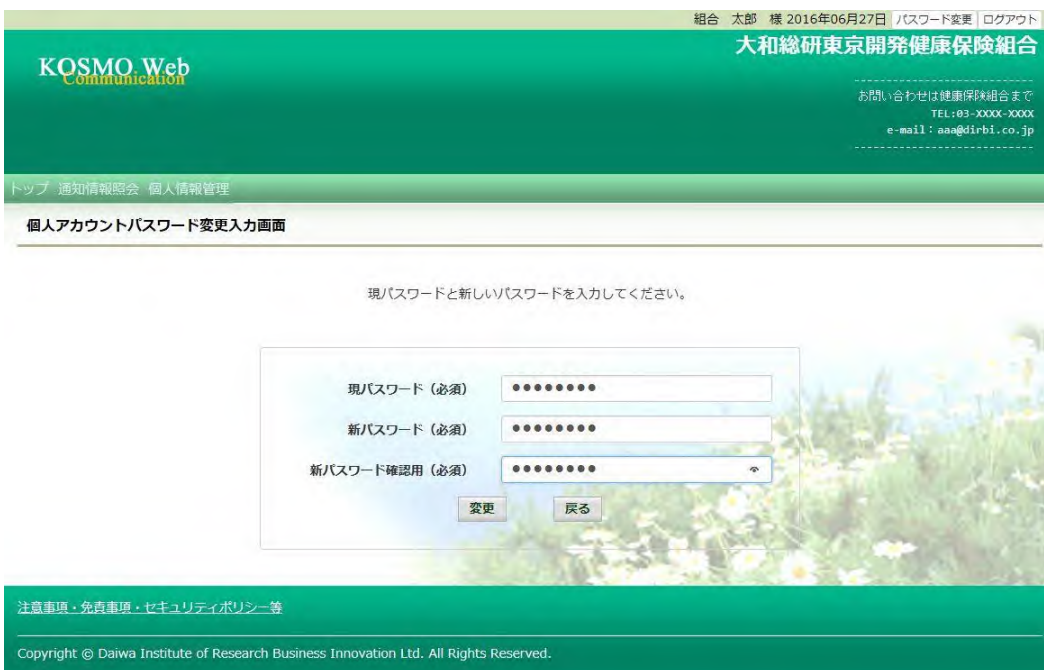 組合 太郎 様 2016年06月27日 パスワード変更 ログアウト
大和総研東京開発健康保険組合
KOSMO Web
Communication
お問い合わせは健康保険組合まで
TEL:03-XXXX-XXXX
e-mail：aaa@dirbi.co.jp
トップ 通知情報照会 個人情報管理
個人アカウントパスワード変更入力画面
現パスワードと新しいパスワードを入力してください。
現パスワード（必須） ●●●●●●●●
新パスワード（必須） ●●●●●●●●
新パスワード確認用（必須） ●●●●●●●●
変更 戻る
注意事項・免責事項・セキュリティポリシー等
Copyright © Daiwa Institute of Research Business Innovation Ltd. All Rights Reserved.